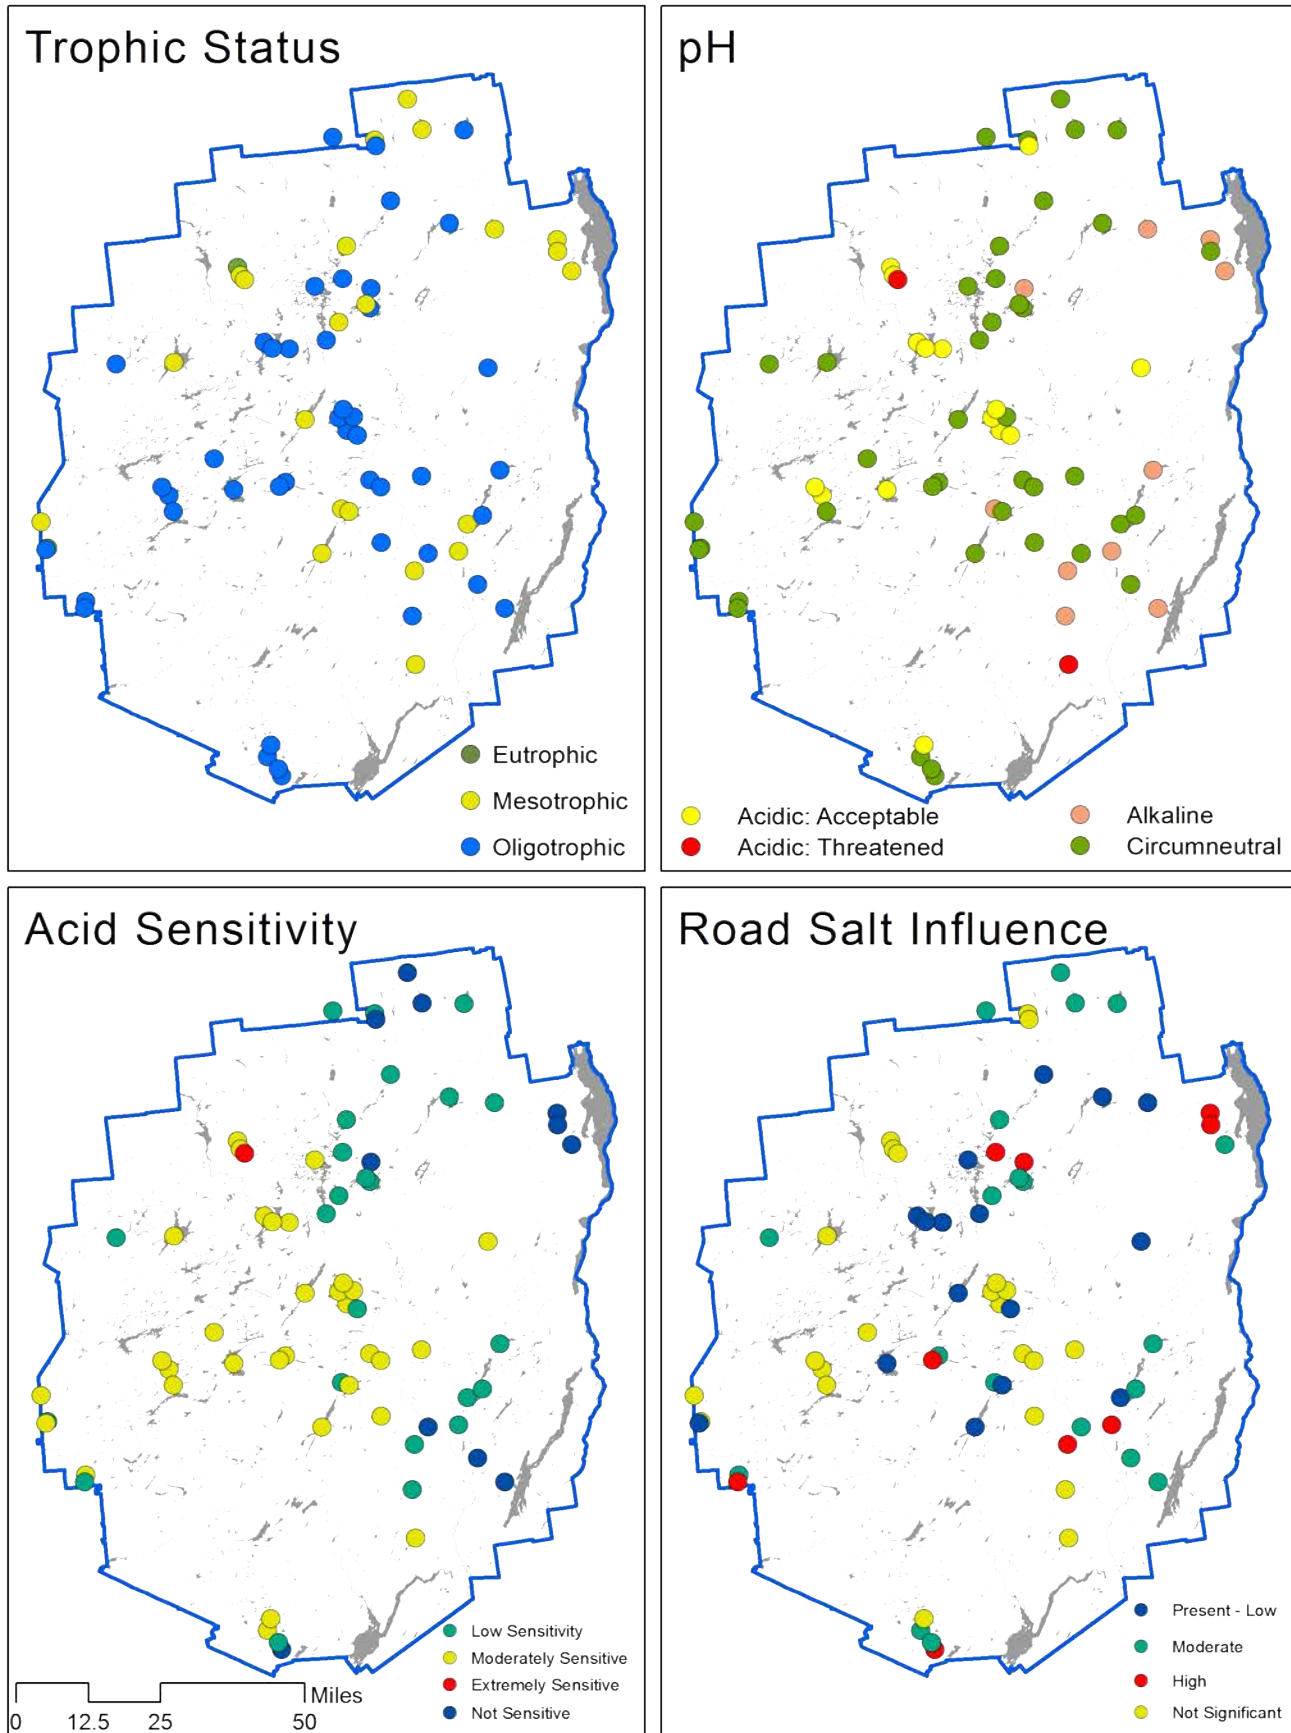 Trophic Status
Eutrophic
Mesotrophic
Oligotrophic
pH
Acidic: Acceptable
Acidic: Threatened
Alkaline
Circumneutral
Acid Sensitivity
Low Sensitivity
Moderately Sensitive
Extremely Sensitive
Not Sensitive
Miles
0 12.5 25 50
Road Salt Influence
Present - Low
Moderate
High
Not Significant